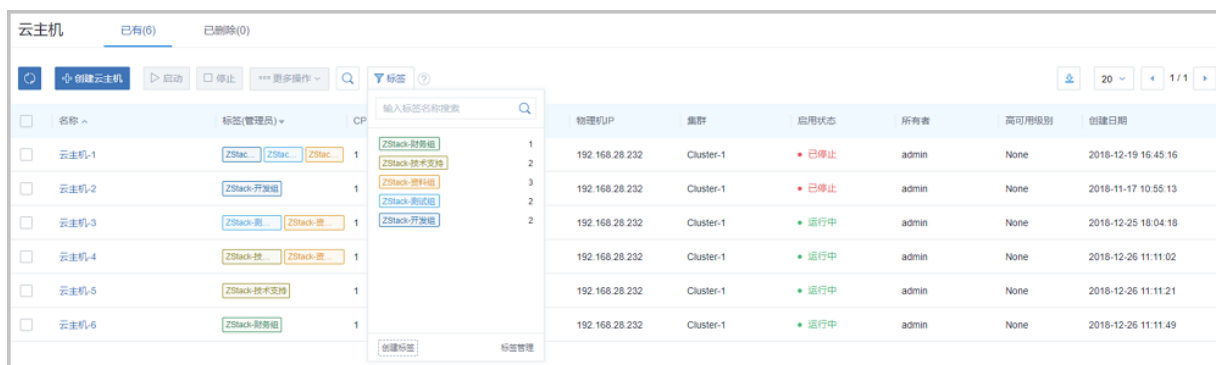 云主机 已有(6) 已删除(0)
创建云主机 启动 停止 更多操作 标签 20 1 / 1
输入标签名称搜索
名称 标签(管理员) CP 物理机IP 集群 启用状态 所有者 高可用级别 创建日期
ZStack-财务组 1
云主机-1 ZStac... ZStac... ZStac... 1 192.168.28.232 Cluster-1 已停止 admin None 2018-12-19 16:45:16
ZStack-技术支持 2
ZStack-资料组 3
云主机-2 ZStack-开发组 1 192.168.28.232 Cluster-1 已停止 admin None 2018-11-17 10:55:13
ZStack-测试组 2
ZStack-开发组 2
云主机-3 ZStack-测... ZStack-资... 1 192.168.28.232 Cluster-1 运行中 admin None 2018-12-25 18:04:18
云主机-4 ZStack-技... ZStack-资... 1 192.168.28.232 Cluster-1 运行中 admin None 2018-12-26 11:11:02
云主机-5 ZStack-技术支持 1 192.168.28.232 Cluster-1 运行中 admin None 2018-12-26 11:11:21
云主机-6 ZStack-财务组 1 192.168.28.232 Cluster-1 运行中 admin None 2018-12-26 11:11:49
创建标签 标签管理